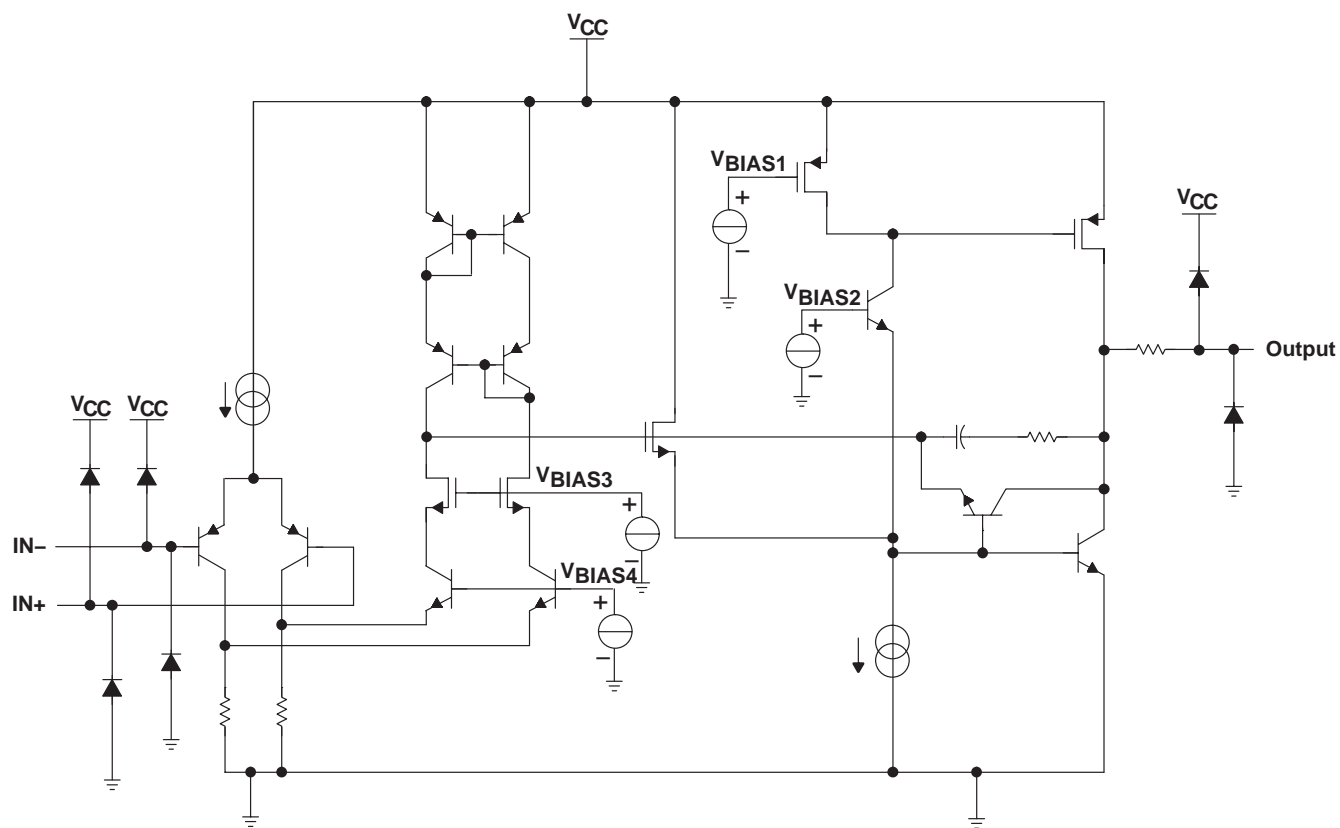 VCC
VBIAS1
+
−
VCC
VBIAS2
+
−
Output
VCC
VCC
VBIAS3
+
−
IN−
VBIAS4
+
−
IN+